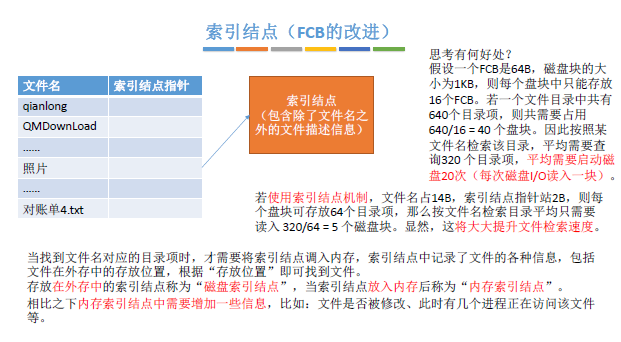 索引结点（FCB的改进）
文件名 索引结点指针
qianlong
QMDownLoad
……
照片
……
对账单4.txt
索引结点
（包含除了文件名之
外的文件描述信息）
思考有何好处？
假设一个FCB是64B，磁盘块的大
小为1KB，则每个盘块中只能存放
16个FCB。若一个文件目录中共有
640个目录项，则共需要占用
640/16 = 40 个盘块。因此按照某
文件名检索该目录，平均需要查
询320 个目录项，平均需要启动磁
盘20次（每次磁盘I/O读入一块）。
若使用索引结点机制，文件名占14B，索引结点指针站2B，则每
个盘块可存放64个目录项，那么按文件名检索目录平均只需要
读入 320/64 = 5 个磁盘块。显然，这将大大提升文件检索速度。
当找到文件名对应的目录项时，才需要将索引结点调入内存，索引结点中记录了文件的各种信息，包括
文件在外存中的存放位置，根据“存放位置”即可找到文件。
存放在外存中的索引结点称为“磁盘索引结点”，当索引结点放入内存后称为“内存索引结点”。
相比之下内存索引结点中需要增加一些信息，比如：文件是否被修改、此时有几个进程正在访问该文件
等。